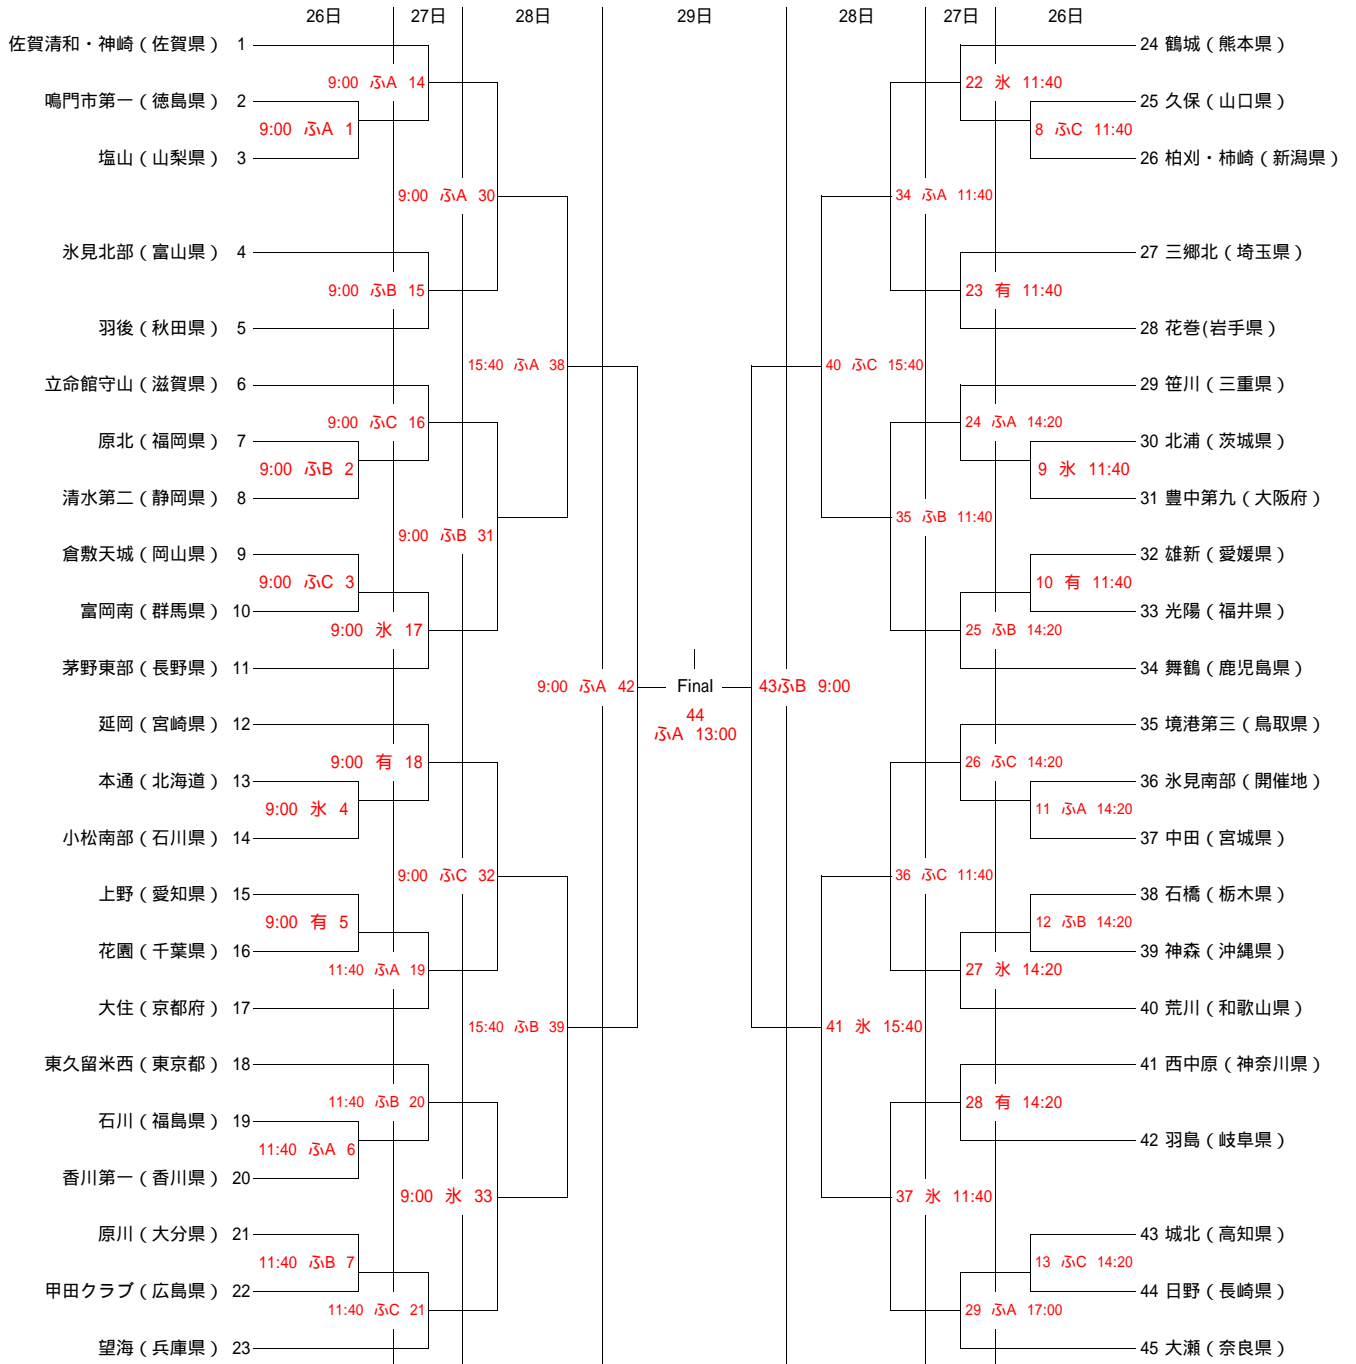 26日 27日 28日 29日 28日 27日 26日
佐賀清和・神崎（佐賀県） 1
9:00 ふA 14
鳴門市第一（徳島県） 2
9:00 ふA 1
塩山（山梨県） 3
9:00 ふA 30
氷見北部（富山県） 4
9:00 ふB 15
羽後（秋田県） 5
15:40 ふA 38
立命館守山（滋賀県） 6
9:00 ふC 16
原北（福岡県） 7
9:00 ふB 2
清水第二（静岡県） 8
9:00 ふB 31
倉敷天城（岡山県） 9
9:00 ふC 3
富岡南（群馬県） 10
9:00 氷 17
茅野東部（長野県） 11
9:00 ふA 42
延岡（宮崎県） 12
9:00 有 18
本通（北海道） 13
9:00 氷 4
小松南部（石川県） 14
9:00 ふC 32
上野（愛知県） 15
9:00 有 5
花園（千葉県） 16
11:40 ふA 19
大住（京都府） 17
15:40 ふB 39
東久留米西（東京都） 18
11:40 ふB 20
石川（福島県） 19
11:40 ふA 6
香川第一（香川県） 20
9:00 氷 33
原川（大分県） 21
11:40 ふB 7
甲田クラブ（広島県） 22
11:40 ふC 21
望海（兵庫県） 23
Final
44
ふA 13:00
24 鶴城（熊本県）
22 氷 11:40
25 久保（山口県）
8 ふC 11:40
26 柏刈・柿崎（新潟県）
34 ふA 11:40
27 三郷北（埼玉県）
23 有 11:40
28 花巻(岩手県）
40 ふC 15:40
29 笹川（三重県）
24 ふA 14:20
30 北浦（茨城県）
9 氷 11:40
31 豊中第九（大阪府）
35 ふB 11:40
32 雄新（愛媛県）
10 有 11:40
33 光陽（福井県）
25 ふB 14:20
34 舞鶴（鹿児島県）
43ふB 9:00
35 境港第三（鳥取県）
26 ふC 14:20
36 氷見南部（開催地）
11 ふA 14:20
37 中田（宮城県）
36 ふC 11:40
38 石橋（栃木県）
12 ふB 14:20
39 神森（沖縄県）
27 氷 14:20
40 荒川（和歌山県）
41 氷 15:40
41 西中原（神奈川県）
28 有 14:20
42 羽島（岐阜県）
37 氷 11:40
43 城北（高知県）
13 ふC 14:20
44 日野（長崎県）
29 ふA 17:00
45 大瀬（奈良県）